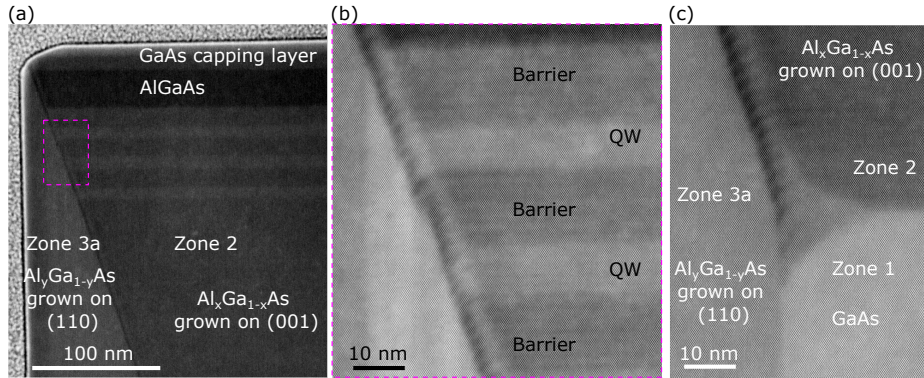 (a)
GaAs capping layer
AlGaAs
Zone 3a
Zone 2
AlyGa1-yAs
grown on
(110)
AlxGa1-xAs
grown on (001)
100 nm
(b)
Barrier
QW
Barrier
QW
Barrier
10 nm
(c)
AlxGa1-xAs
grown on (001)
Zone 2
Zone 3a
Zone 1
AlyGa1-yAs
grown on
(110)
GaAs
10 nm